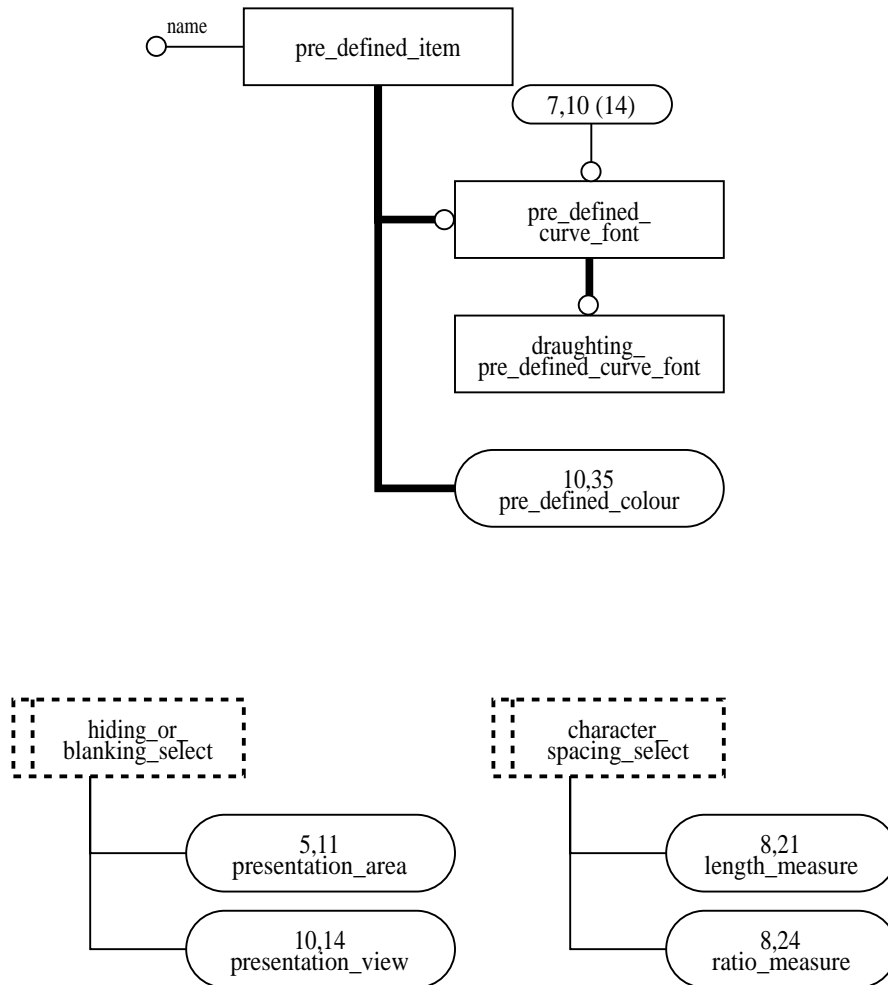 name
pre_defined_item
7,10 (14)
pre_defined_
curve_font
draughting_
pre_defined_curve_font
10,35
pre_defined_colour
hiding_or_
blanking_select
character_
spacing_select
5,11
presentation_area
8,21
length_measure
10,14
presentation_view
8,24
ratio_measure